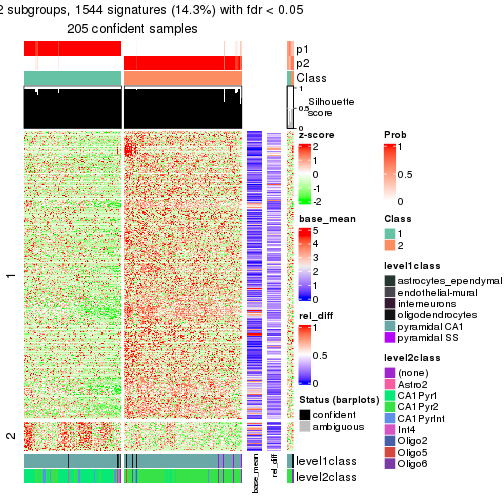 2 subgroups, 1544 signatures (14.3%) with fdr < 0.05
205 confident samples
p1
p2
Class
1
0.5
0
Silhouette
score
1
2
z-score
2
1
0
-1
-2
base_mean
5
4
3
2
1
0
rel_diff
1
0.5
0
Status (barplots)
confident
ambiguous
Prob
1
0.5
0
Class
1
2
level1class
astrocytes_ependymal
endothelial-mural
interneurons
oligodendrocytes
pyramidal CA1
pyramidal SS
level2class
(none)
Astro2
CA1Pyr1
CA1Pyr2
CA1PyrInt
Int4
Oligo2
Oligo5
Oligo6
level1class
level2class
base_mean
rel_diff